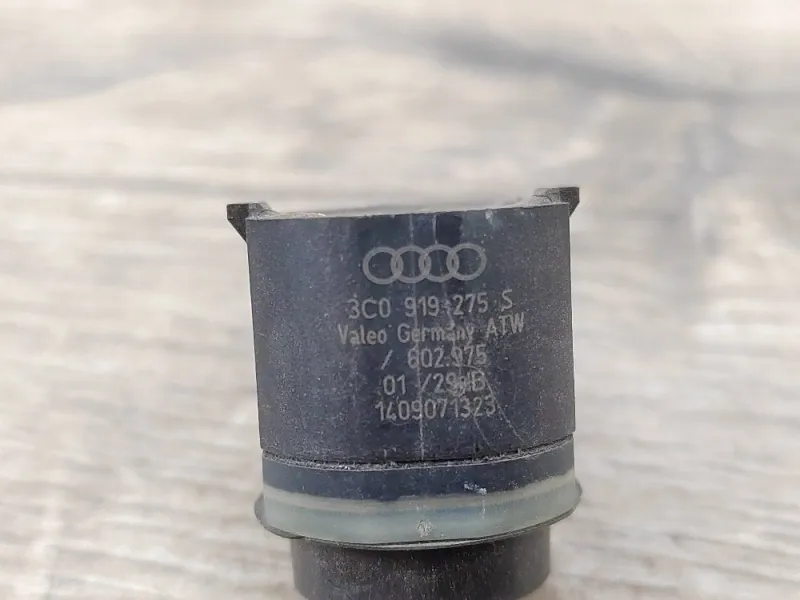 3C0 919 275 S
Valeo Germany ATW
/ 602.975
01 /29
1409071323